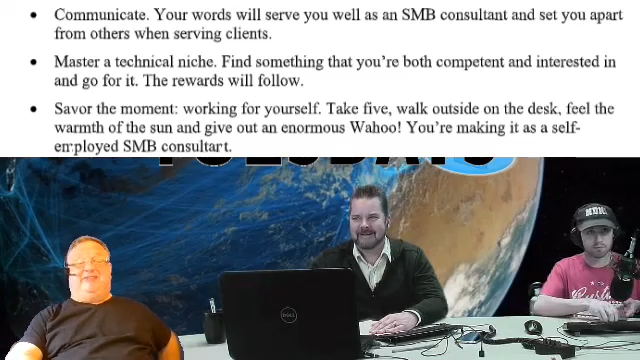 • Communicate. Your words will serve you well as an SMB consultant and set you apart
from others when serving clients.
• Master a technical niche. Find something that you're both competent and interested in
and go for it. The rewards will follow.
• Savor the moment: working for yourself. Take five, walk outside on the desk, feel the
warmth of the sun and give out an enormous Wahoo! You're making it as a self-
employed SMB consultant.
TUESDAYS
DELL